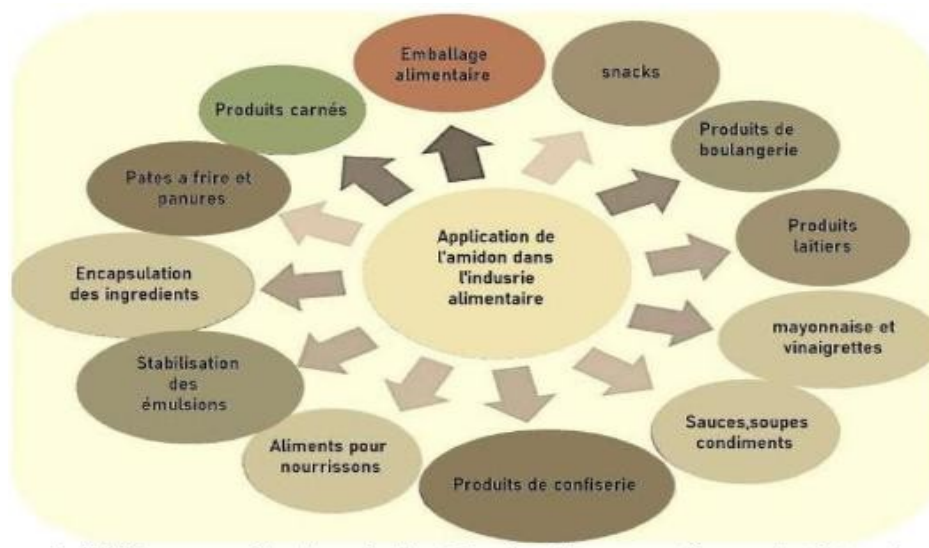 Emballage
alimentaire
snacks
Produits de
boulangerie
Produits
laitiers
mayonnaise et
vinaigrettes
Sauces,soupes
condiments
Produits de confiserie
Aliments pour
nourrissons
Stabilisation
des
émulsions
Encapsulation
des ingredients
Pates a frire et
panures
Produits carnés
Application de
l'amidon dans
l'indusrie
alimentaire